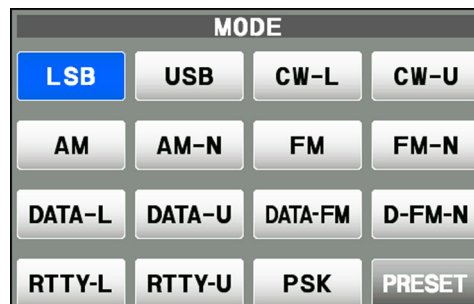 MODE
LSB USB CW-L CW-U
AM AM-N FM FM-N
DATA-L DATA-U DATA-FM D-FM-N
RTTY-L RTTY-U PSK PRESET